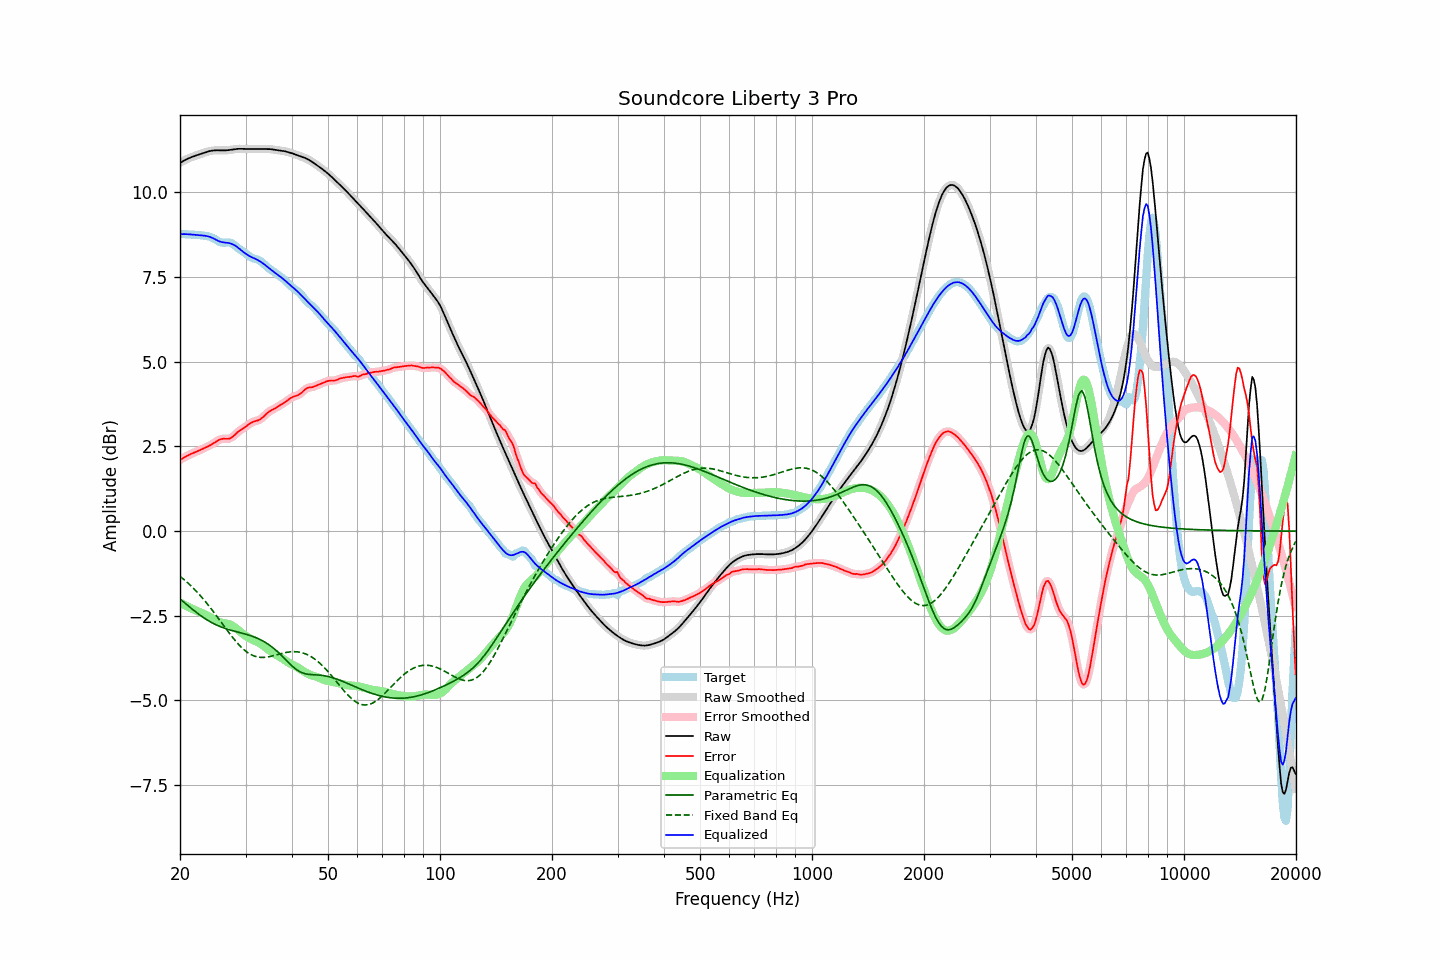 Soundcore Liberty 3 Pro
Amplitude (dBr)
10.0
7.5
5.0
2.5
0.0
−2.5
−5.0
−7.5
Target
Raw Smoothed
Error Smoothed
Raw
Error
Equalization
Parametric Eq
Fixed Band Eq
Equalized
20 50 100 200 500 1000 2000 5000 10000 20000
Frequency (Hz)